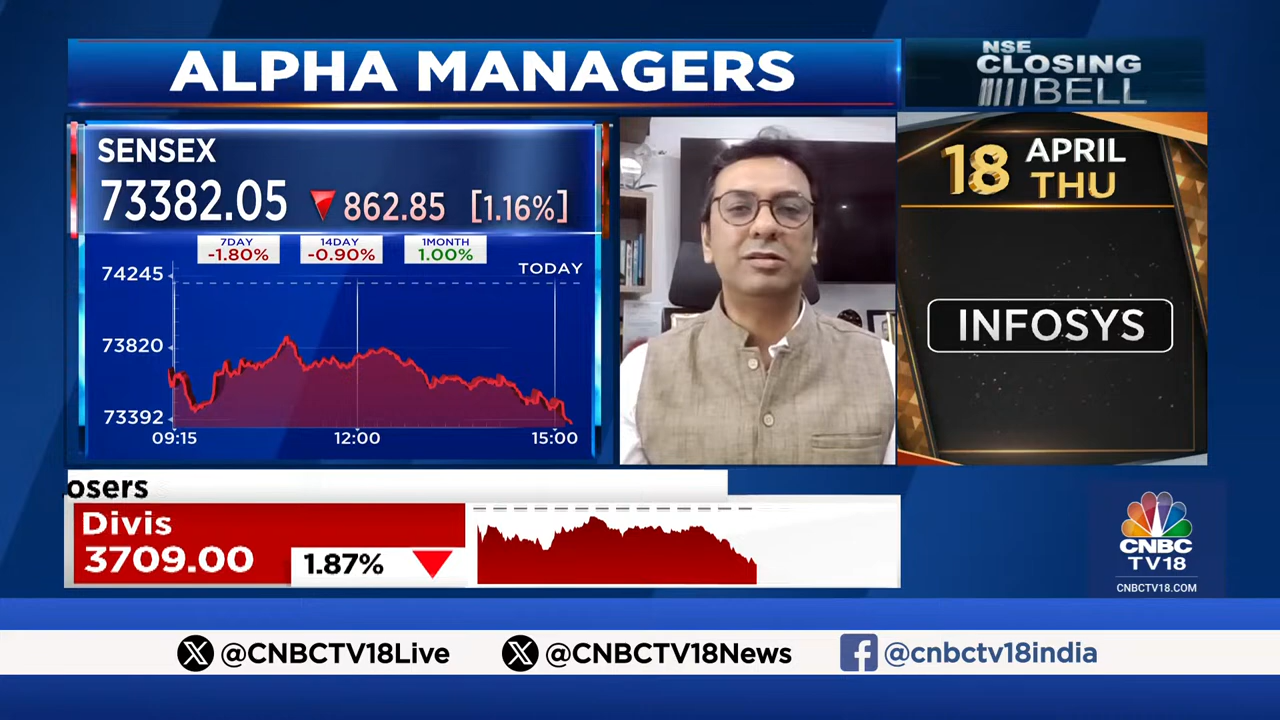 ALPHA MANAGERS
NSE
CLOSING
BELL
SENSEX
73382.05 862.85 [1.16%]
7DAY
-1.80%
14DAY
-0.90%
1MONTH
1.00%
TODAY
74245
73820
73392
09:15 12:00 15:00
18 APRIL
THU
INFOSYS
osers
Divis
3709.00 1.87%
CNBC
TV18
CNBCTV18.COM
@CNBCTV18Live @CNBCTV18News @cnbctv18india